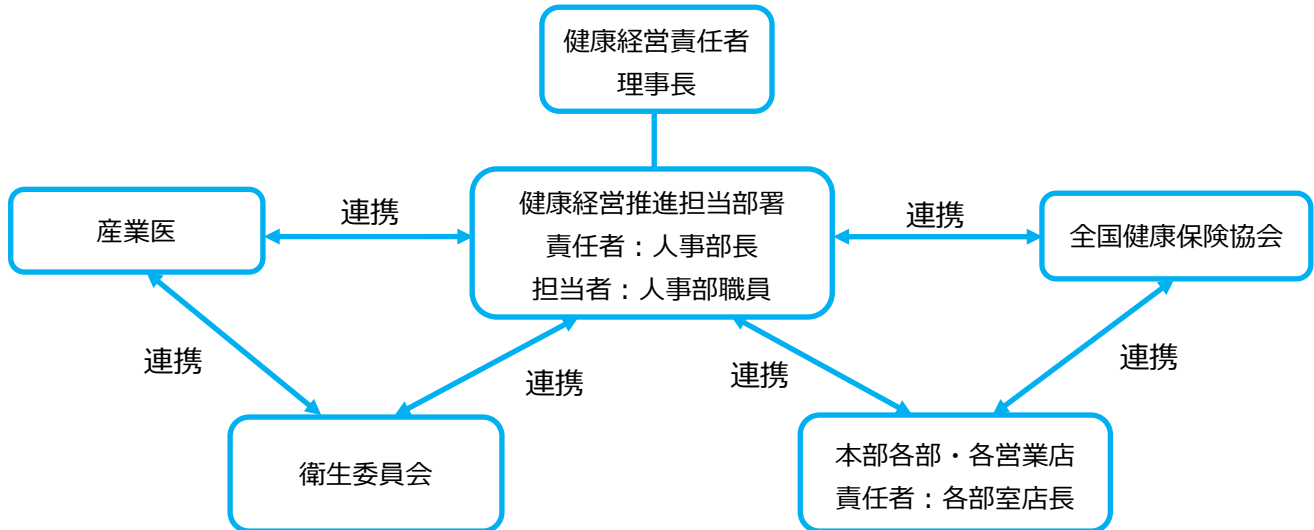 健康経営責任者
理事長
健康経営推進担当部署
責任者：人事部長
担当者：人事部職員
産業医
連携
連携
全国健康保険協会
連携
連携
連携
連携
衛生委員会
本部各部・各営業店
責任者：各部室店長